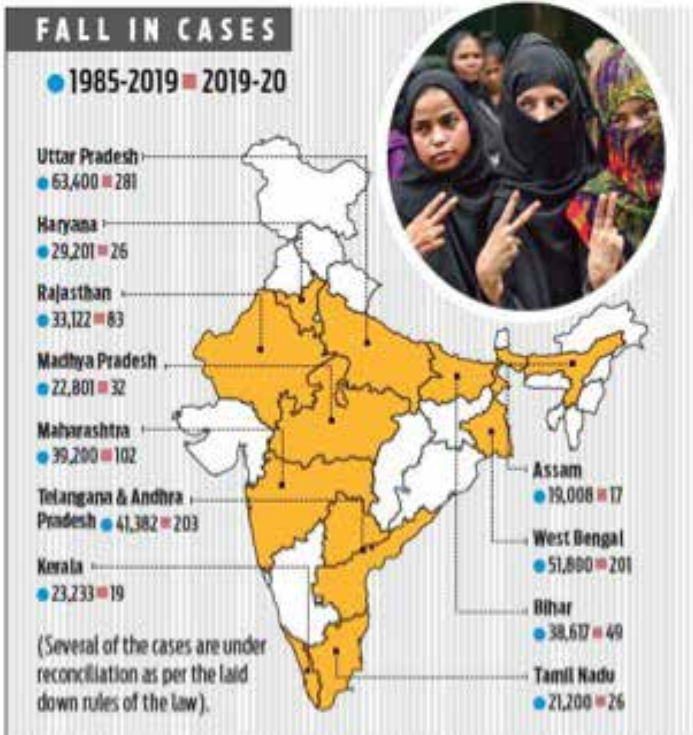 FALL IN CASES
1985-2019 2019-20
Uttar Pradesh
63,400 281
Haryana
29,201 26
Rajasthan
33,122 83
Madhya Pradesh
22,801 32
Maharashtra
39,200 102
Telangana & Andhra
Pradesh 41,382 203
Kerala
23,233 19
(Several of the cases are under
reconciliation as per the laid
down rules of the law).
Assam
19,008 17
West Bengal
51,800 201
Bihar
38,617 49
Tamil Nadu
21,200 26